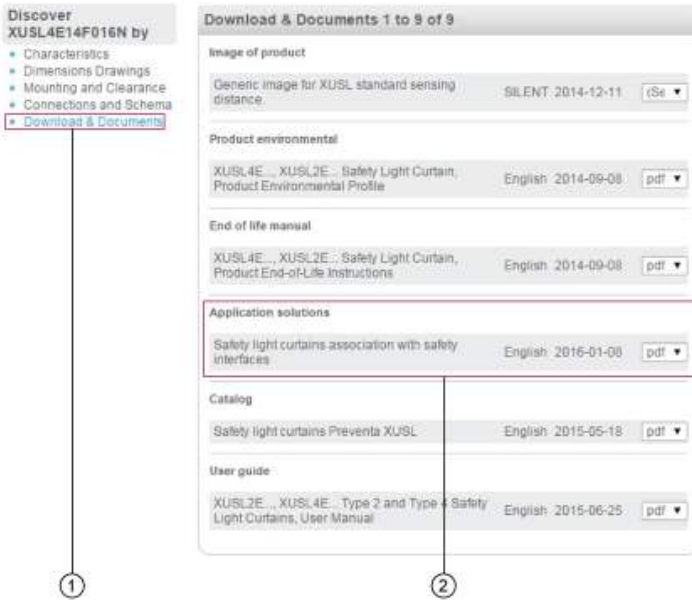 Discover
XUSL4E14F016N by
Characteristics
Dimensions Drawings
Mounting and Clearance
Connections and Schema
Download & Documents
Download & Documents 1 to 9 of 9
Image of product
Generic image for XUSL standard sensing
distance.
SILENT 2014-12-11
Product environmental
XUSL4E..., XUSL2E... Safety Light Curtain,
Product Environmental Profile
English 2014-09-08 pdf
End of life manual
XUSL4E..., XUSL2E... Safety Light Curtain,
Product End-of-Life Instructions
English 2014-09-08 pdf
Application solutions
Safety light curtains association with safety
interfaces
English 2016-01-08 pdf
Catalog
Safety light curtains Preventa XUSL English 2015-05-18 pdf
User guide
XUSL2E..., XUSL4E... Type 2 and Type 4 Safety
Light Curtains, User Manual
English 2015-06-25 pdf
1 2